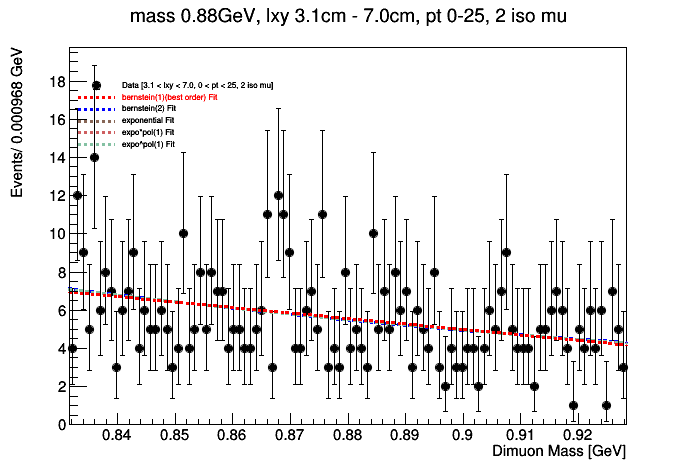 mass 0.88GeV, lxy 3.1cm - 7.0cm, pt 0-25, 2 iso mu
Events/ 0.000968 GeV
18
16
14
12
10
8
6
4
2
0
Data [3.1 < lxy < 7.0, 0 < pt < 25, 2 iso mu]
bernstein(1)(best order) Fit
bernstein(2) Fit
exponential Fit
expo*pol(1) Fit
expo^pol(1) Fit
0.84 0.85 0.86 0.87 0.88 0.89 0.9 0.91 0.92
Dimuon Mass [GeV]